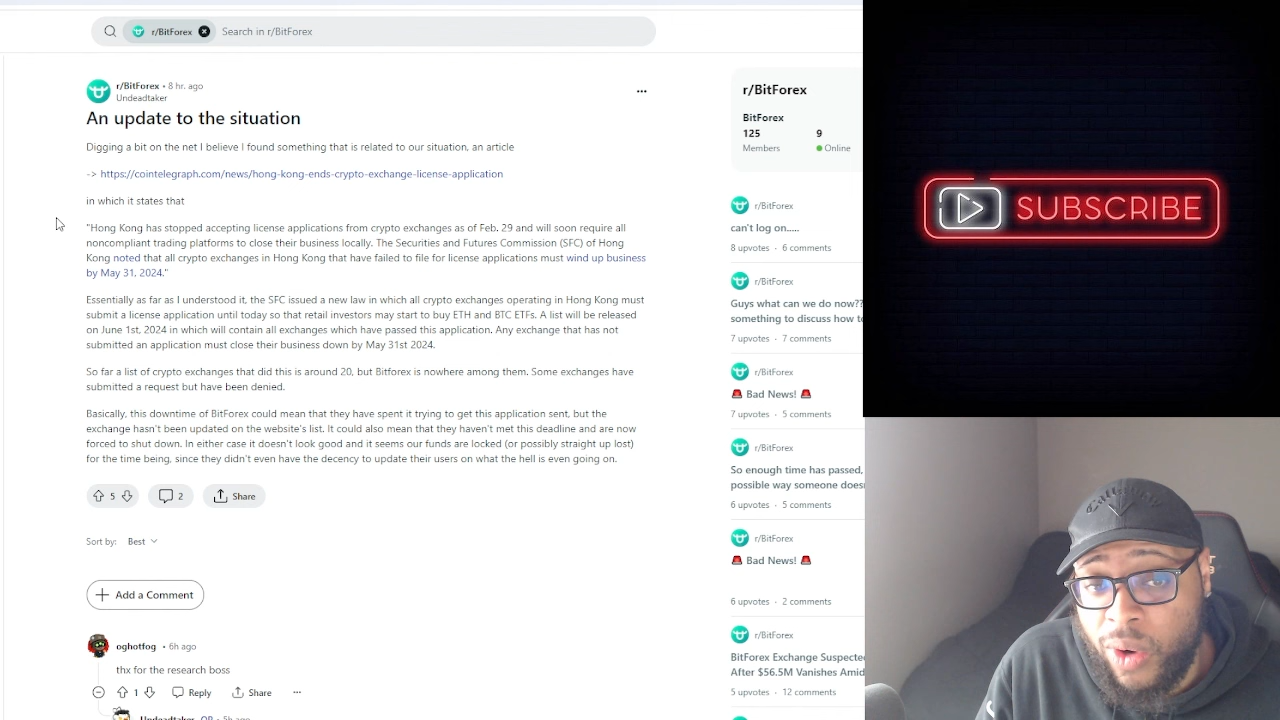 r/BitForex
Search in r/BitForex
r/BitForex • 8 hr. ago
Undeadtaker
An update to the situation
Digging a bit on the net I believe I found something that is related to our situation, an article
-> https://cointelegraph.com/news/hong-kong-ends-crypto-exchange-license-application
in which it states that
"Hong Kong has stopped accepting license applications from crypto exchanges as of Feb. 29 and will soon require all
noncompliant trading platforms to close their business locally. The Securities and Futures Commission (SFC) of Hong
Kong noted that all crypto exchanges in Hong Kong that have failed to file for license applications must wind up business
by May 31, 2024."
Essentially as far as I understood it, the SFC issued a new law in which all crypto exchanges operating in Hong Kong must
submit a license application until today so that retail investors may start to buy ETH and BTC ETFs. A list will be released
on June 1st, 2024 in which will contain all exchanges which have passed this application. Any exchange that has not
submitted an application must close their business down by May 31st 2024.
So far a list of crypto exchanges that did this is around 20, but Bitforex is nowhere among them. Some exchanges have
submitted a request but have been denied.
Basically, this downtime of BitForex could mean that they have spent it trying to get this application sent, but the
exchange hasn't been updated on the website's list. It could also mean that they haven't met this deadline and are now
forced to shut down. In either case it doesn't look good and it seems our funds are locked (or possibly straight up lost)
for the time being, since they didn't even have the decency to update their users on what the hell is even going on.
5
2
Share
Sort by: Best
Add a Comment
oghotfog • 6h ago
thx for the research boss
1
Reply
Share
Undeadtaker OP • 5h ago
r/BitForex
BitForex
125
9
Members
Online
r/BitForex
can't log on.....
8 upvotes · 6 comments
r/BitForex
Guys what can we do now??
something to discuss how
7 upvotes · 7 comments
r/BitForex
Bad News!
7 upvotes · 5 comments
r/BitForex
So enough time has passed,
possible way someone
6 upvotes · 5 comments
r/BitForex
Bad News!
6 upvotes · 2 comments
r/BitForex
BitForex Exchange Suspected
After $56.5M Vanishes Amid
5 upvotes · 12 comments
SUBSCRIBE